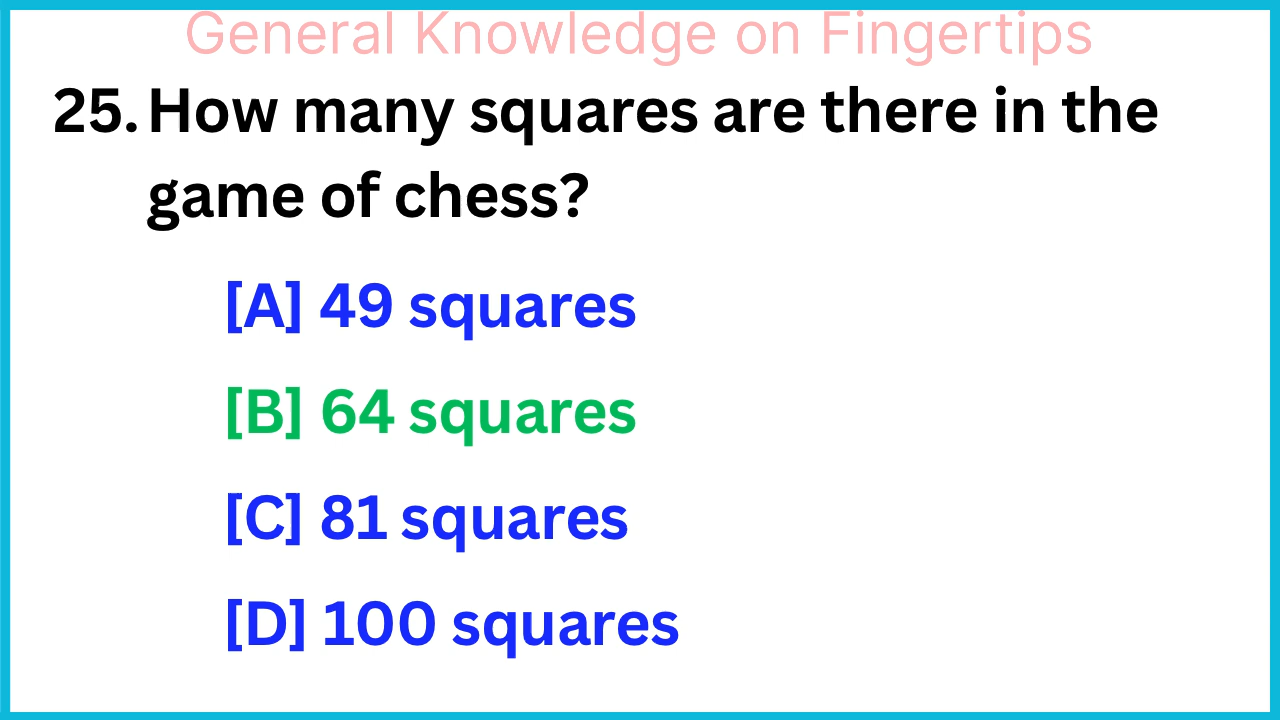 General Knowledge on Fingertips
25. How many squares are there in the
game of chess?
[A] 49 squares
[B] 64 squares
[C] 81 squares
[D] 100 squares